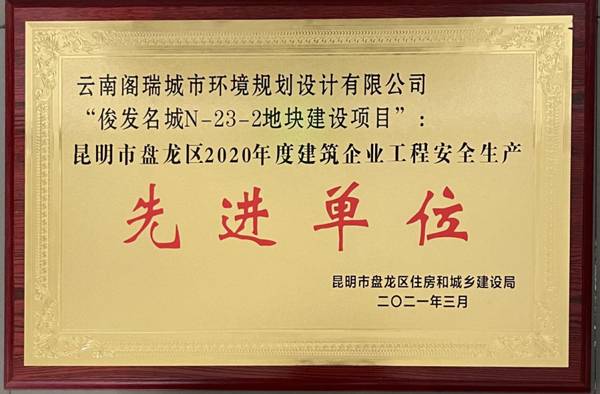 云南阁瑞城市环境规划设计有限公司
“俊发名城N-23-2地块建设项目”:
昆明市盘龙区2020年度建筑企业工程安全生产
先进单位
昆明市盘龙区住房和城乡建设局
二〇二一年三月